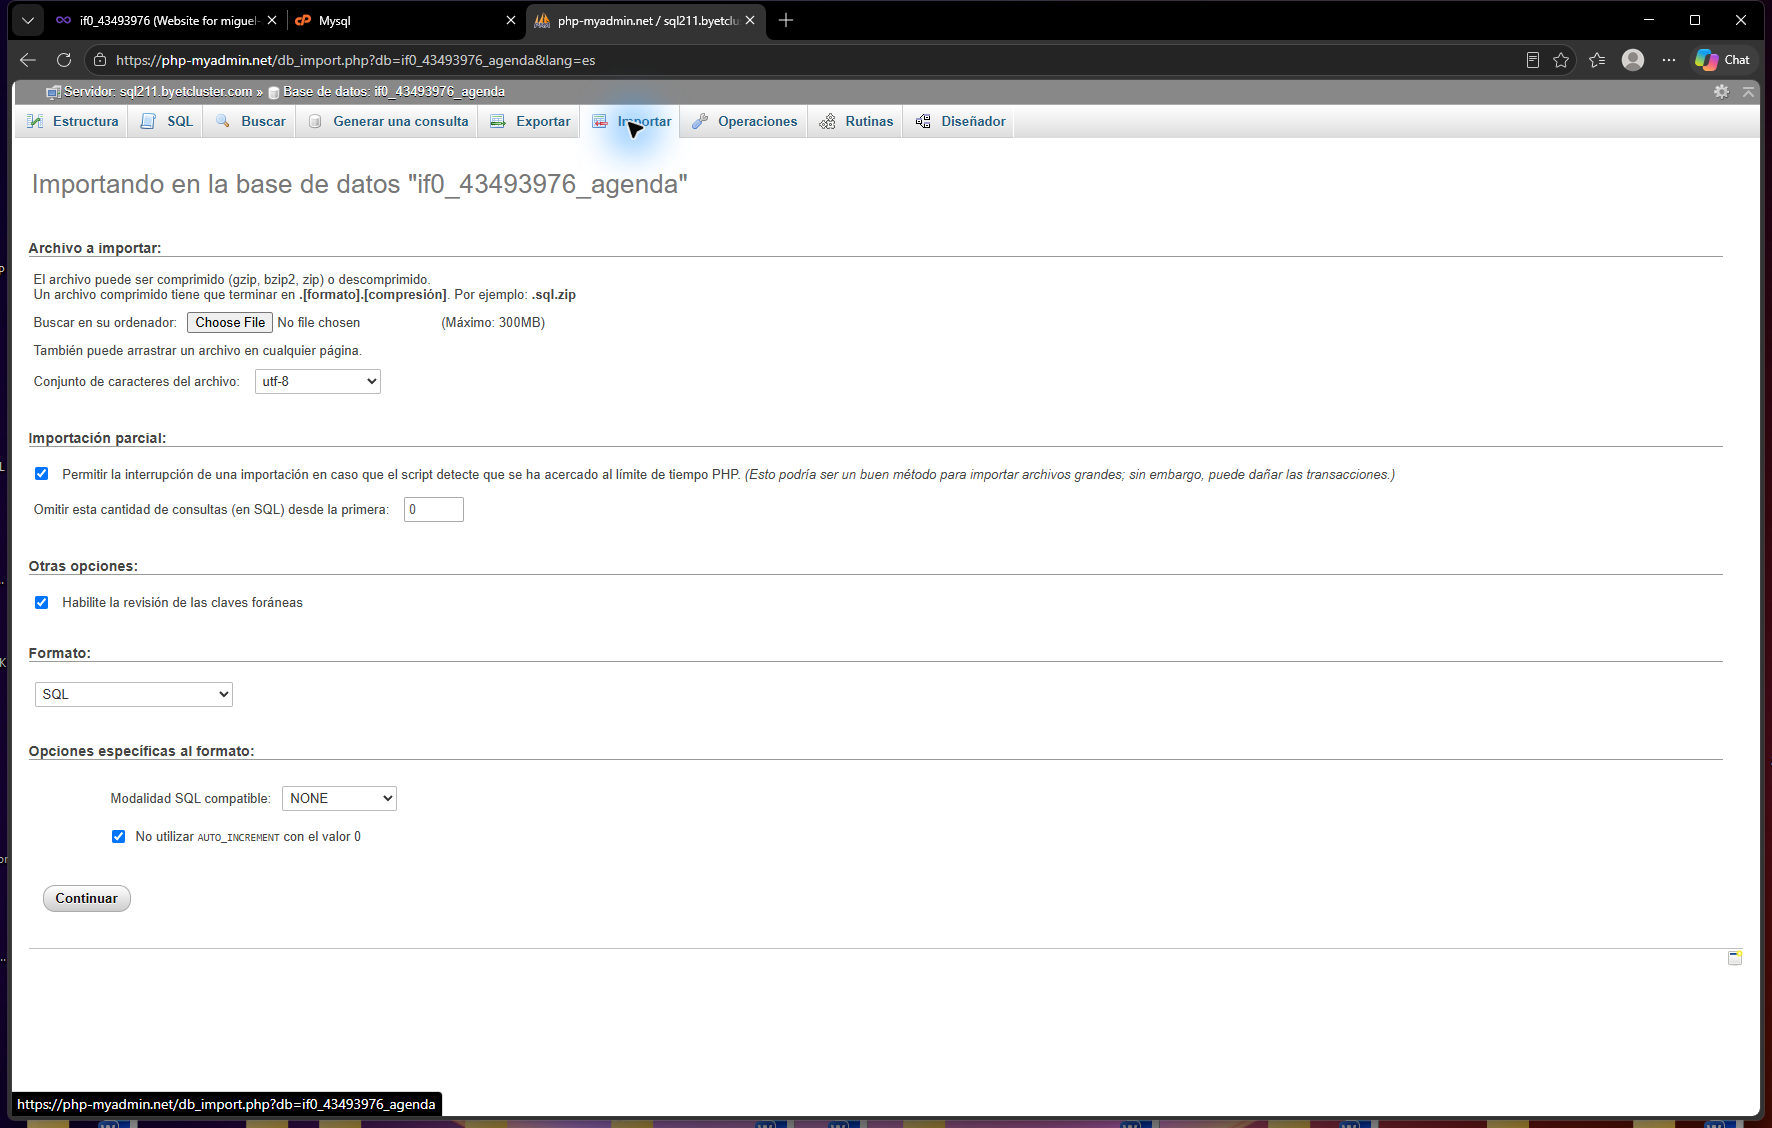 if0_43493976 (Website for miguel-
Mysql
php-myadmin.net / sql211.byetclu
https://php-myadmin.net/db_import.php?db=if0_43493976_agenda&lang=es
Chat
Servidor: sql211.byetcluster.com » Base de datos: if0_43493976_agenda
Estructura SQL Buscar Generar una consulta Exportar Importar Operaciones Rutinas Diseñador
Importando en la base de datos "if0_43493976_agenda"
Archivo a importar:
El archivo puede ser comprimido (gzip, bzip2, zip) o descomprimido.
Un archivo comprimido tiene que terminar en .[formato].[compresión]. Por ejemplo: .sql.zip
Buscar en su ordenador: Choose File No file chosen (Máximo: 300MB)
También puede arrastrar un archivo en cualquier página.
Conjunto de caracteres del archivo: utf-8
Importación parcial:
Permitir la interrupción de una importación en caso que el script detecte que se ha acercado al límite de tiempo PHP. (Esto podría ser un buen método para importar archivos grandes; sin embargo, puede dañar las transacciones.)
Omitir esta cantidad de consultas (en SQL) desde la primera: 0
Otras opciones:
Habilite la revisión de las claves foráneas
Formato:
SQL
Opciones específicas al formato:
Modalidad SQL compatible: NONE
No utilizar AUTO_INCREMENT con el valor 0
Continuar
https://php-myadmin.net/db_import.php?db=if0_43493976_agenda